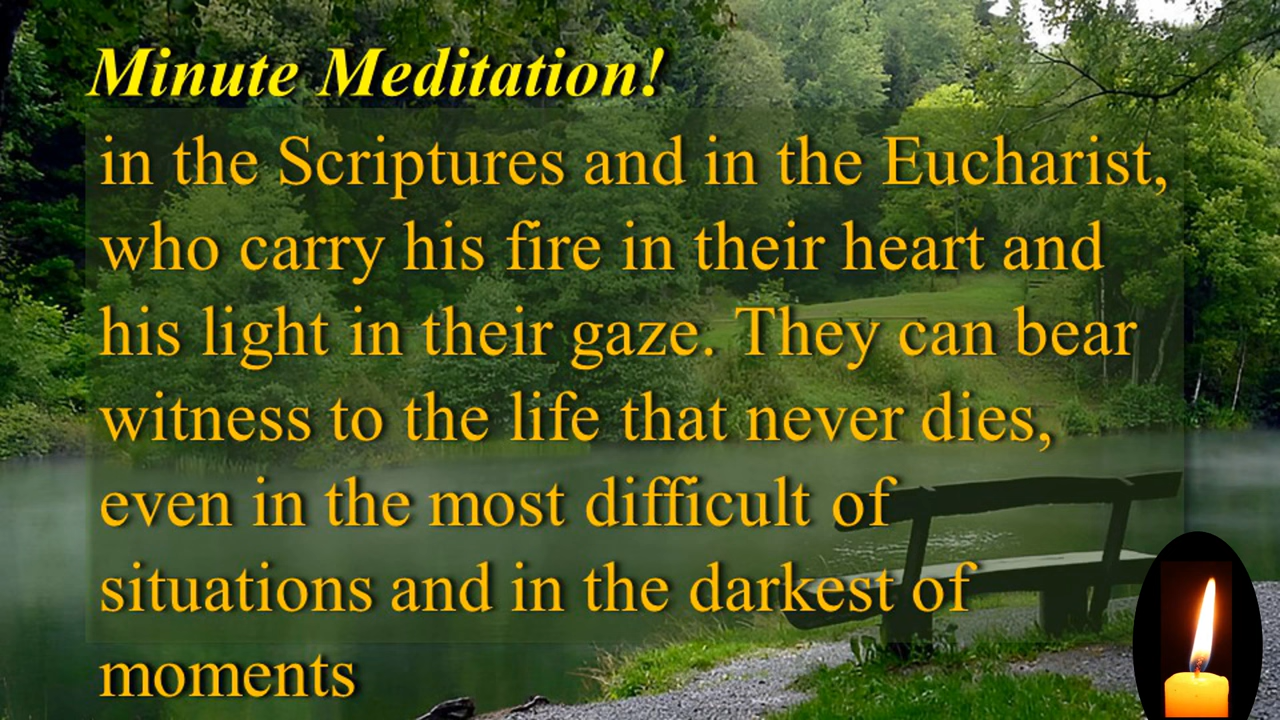 Minute Meditation!
in the Scriptures and in the Eucharist,
who carry his fire in their heart and
his light in their gaze. They can bear
witness to the life that never dies,
even in the most difficult of
situations and in the darkest of
moments